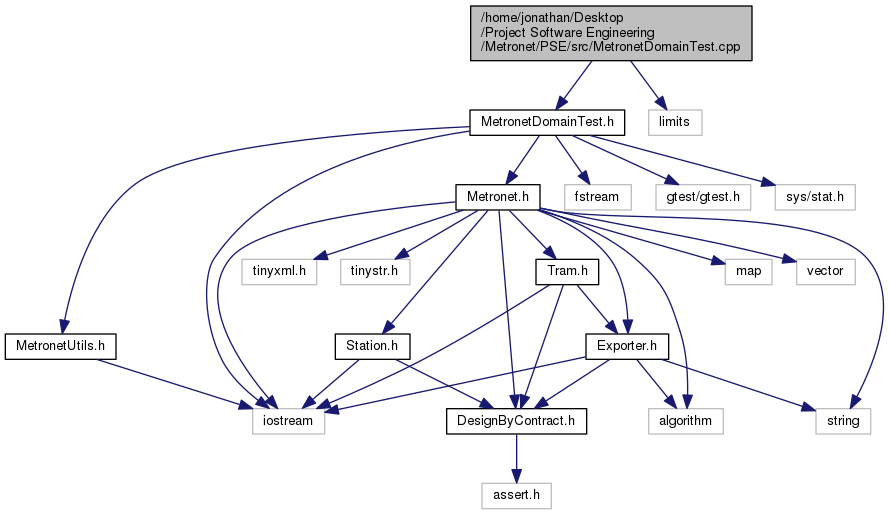 /home/jonathan/Desktop
/Project Software Engineering
/Metronet/PSE/src/MetronetDomainTest.cpp
MetronetDomainTest.h
limits
Metronet.h
fstream
gtest/gtest.h
sys/stat.h
tinyxml.h
tinystr.h
Tram.h
map
vector
MetronetUtils.h
Station.h
Exporter.h
iostream
DesignByContract.h
algorithm
string
assert.h